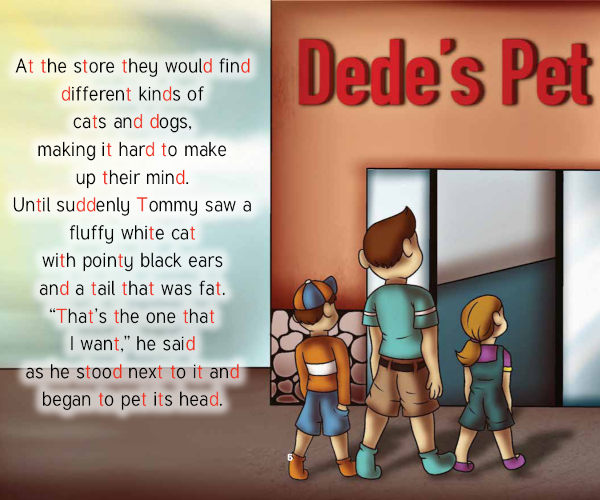 At the store they would find
different kinds of
cats and dogs,
making it hard to make
up their mind.
Until suddenly Tommy saw a
fluffy white cat
with pointy black ears
and a tail that was fat.
“That’s the one that
I want,” he said
as he stood next to it and
began to pet its head.
Dede’s Pet
5